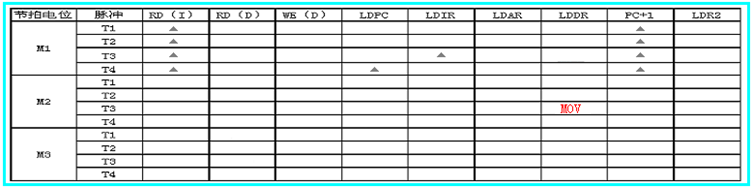 节拍电位 脉冲 RD（I） RD（D） WE（D） LDPC LDIR LDAR LDDR PC+1 LDR2
M1 T1
T2
T3
T4
M2 T1
T2
T3 MOV
T4
M3 T1
T2
T3
T4